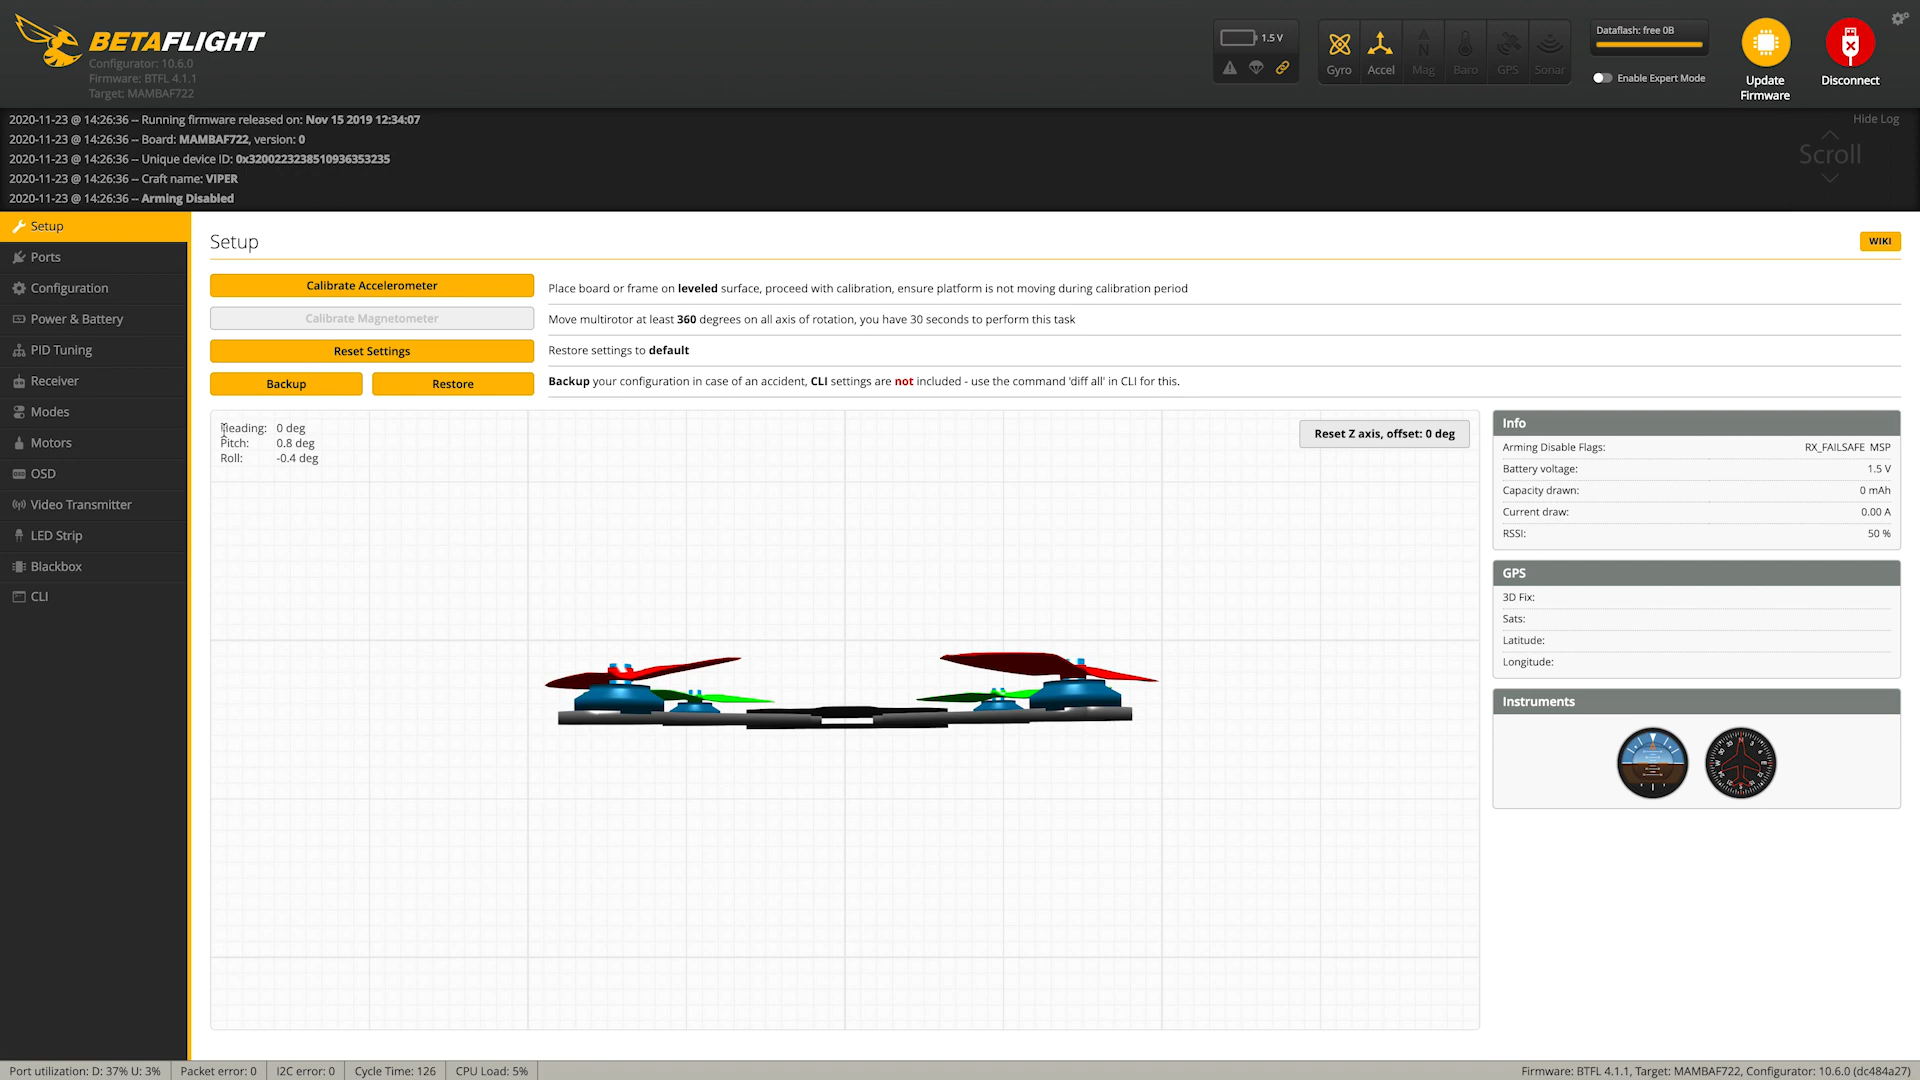 BETAFLIGHT
Configurator: 10.6.0
Firmware: BTFL 4.1.1
Target: MAMBAF722
1.5 V
Gyro
Accel
Mag
Baro
GPS
Sonar
Dataflash: free 0B
Enable Expert Mode
Update
Firmware
Disconnect
2020-11-23 @ 14:26:36 -- Running firmware released on: Nov 15 2019 12:34:07
2020-11-23 @ 14:26:36 -- Board: MAMBAF722, version: 0
2020-11-23 @ 14:26:36 -- Unique device ID: 0x3200223238510936353235
2020-11-23 @ 14:26:36 -- Craft name: VIPER
2020-11-23 @ 14:26:36 -- Arming Disabled
Hide Log
Scroll
Setup
Ports
Configuration
Power & Battery
PID Tuning
Receiver
Modes
Motors
OSD
Video Transmitter
LED Strip
Blackbox
CLI
Setup
WIKI
Calibrate Accelerometer
Place board or frame on leveled surface, proceed with calibration, ensure platform is not moving during calibration period
Calibrate Magnetometer
Move multirotor at least 360 degrees on all axis of rotation, you have 30 seconds to perform this task
Reset Settings
Restore settings to default
Backup
Restore
Backup your configuration in case of an accident, CLI settings are not included - use the command 'diff all' in CLI for this.
Heading: 0 deg
Pitch: 0.8 deg
Roll: -0.4 deg
Reset Z axis, offset: 0 deg
Info
Arming Disable Flags: RX_FAILSAFE MSP
Battery voltage: 1.5 V
Capacity drawn: 0 mAh
Current draw: 0.00 A
RSSI: 50 %
GPS
3D Fix:
Sats:
Latitude:
Longitude:
Instruments
Port utilization: D: 37% U: 3%
Packet error: 0
I2C error: 0
Cycle Time: 126
CPU Load: 5%
Firmware: BTFL 4.1.1, Target: MAMBAF722, Configurator: 10.6.0 (dc484a27)